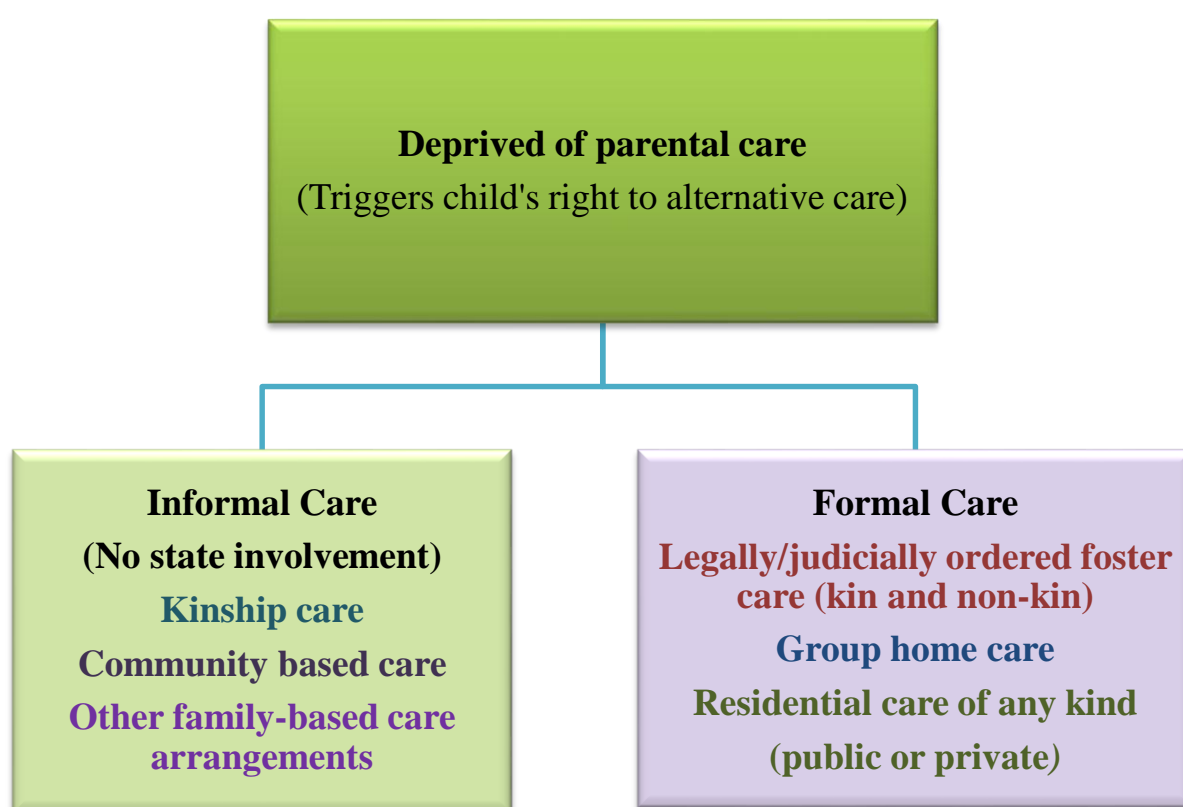 Deprived of parental care
(Triggers child's right to alternative care)
Informal Care
(No state involvement)
Kinship care
Community based care
Other family-based care
arrangements
Formal Care
Legally/judicially ordered foster
care (kin and non-kin)
Group home care
Residential care of any kind
(public or private)